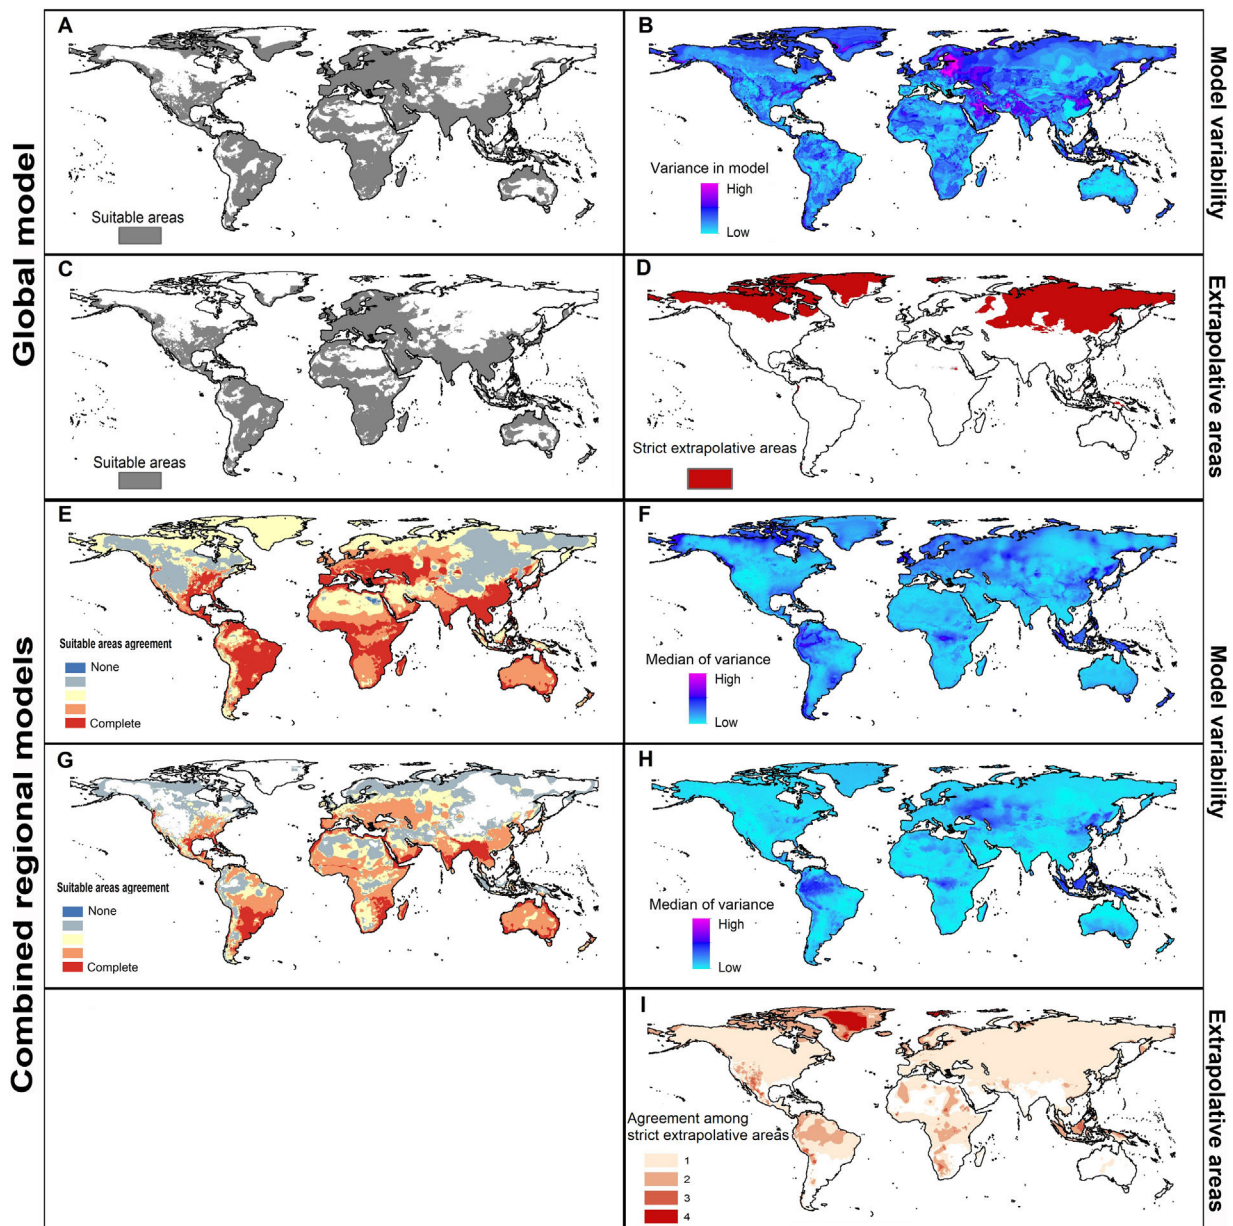 Global model
Combined regional models
A
Suitable areas
B
Variance in model
High
Low
Model variability
C
Suitable areas
D
Strict extrapolative areas
Extrapolative areas
E
Suitable areas agreement
None
Complete
F
Median of variance
High
Low
Model variability
G
Suitable areas agreement
None
Complete
H
Median of variance
High
Low
I
Agreement among
strict extrapolative areas
1
2
3
4
Extrapolative areas